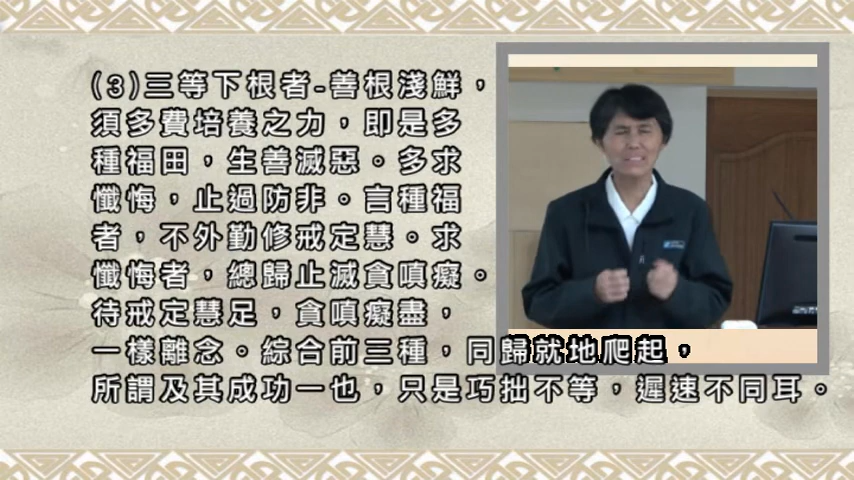 (3)三等下根者-善根淺鮮，
須多費培養之力，即是多
種福田，生善滅惡。多求
懺悔，止過防非。言種福
者，不外勤修戒定慧。求
懺悔者，總歸止滅貪嗔癡。
待戒定慧足，貪嗔癡盡，
一樣離念。綜合前三種，同歸就地爬起，
所謂及其成功一也，只是巧拙不等，遲速不同耳。